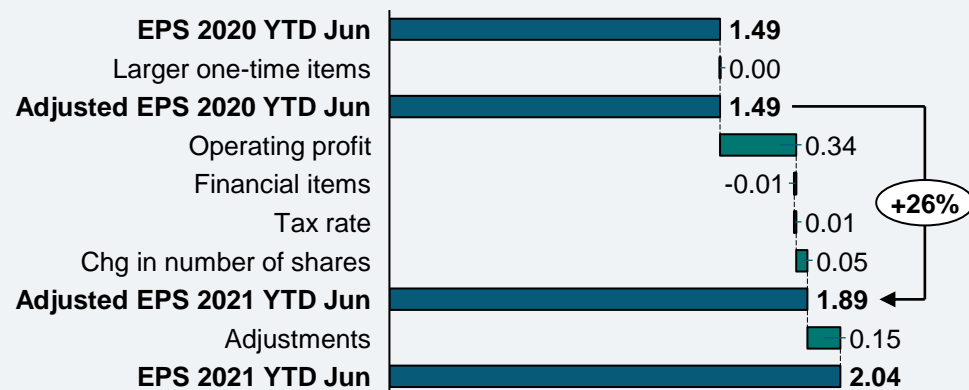 EPS 2020 YTD Jun 1.49
Larger one-time items 0.00
Adjusted EPS 2020 YTD Jun 1.49
Operating profit 0.34
Financial items -0.01
+26%
Tax rate 0.01
Chg in number of shares 0.05
Adjusted EPS 2021 YTD Jun 1.89
Adjustments 0.15
EPS 2021 YTD Jun 2.04